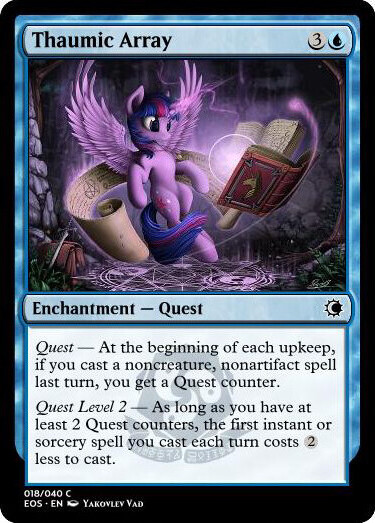 Thaumic Array 3
Enchantment — Quest
Quest — At the beginning of each upkeep,
if you cast a noncreature, nonartifact spell
last turn, you get a Quest counter.
Quest Level 2 — As long as you have at
least 2 Quest counters, the first instant or
sorcery spell you cast each turn costs 2
less to cast.
018/040 C
EOS • EN Yakovlev Vad